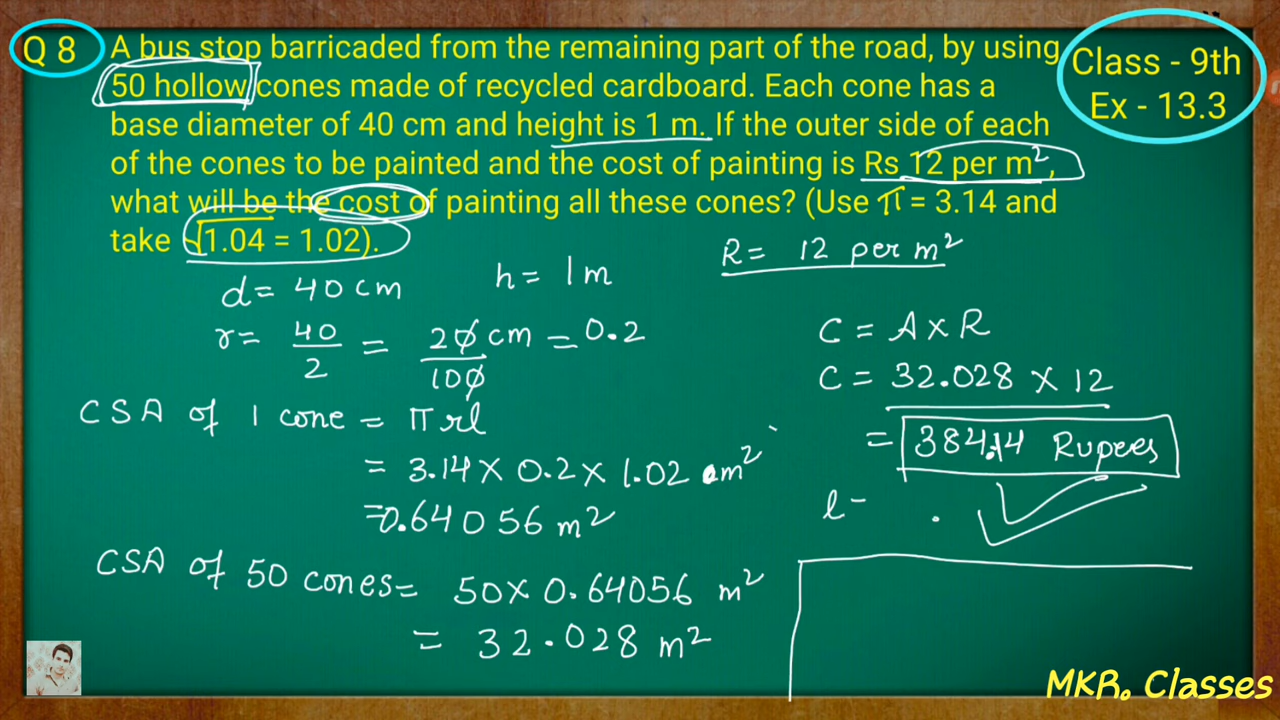 Q 8
A bus stop barricaded from the remaining part of the road, by using
50 hollow cones made of recycled cardboard. Each cone has a
base diameter of 40 cm and height is 1 m. If the outer side of each
of the cones to be painted and the cost of painting is Rs 12 per m²,
what will be the cost of painting all these cones? (Use π = 3.14 and
take √1.04 = 1.02).
Class - 9th
Ex - 13.3
R = 12 per m²
d = 40 cm
h = 1 m
r = 40/2 = 20/100 cm = 0.2
CSA of 1 cone = πrl
= 3.14 × 0.2 × 1.02 m²
= 0.64056 m²
CSA of 50 cones = 50 × 0.64056 m²
= 32.028 m²
C = A × R
C = 32.028 × 12
= 384.14 Rupees
l =
MKR. Classes